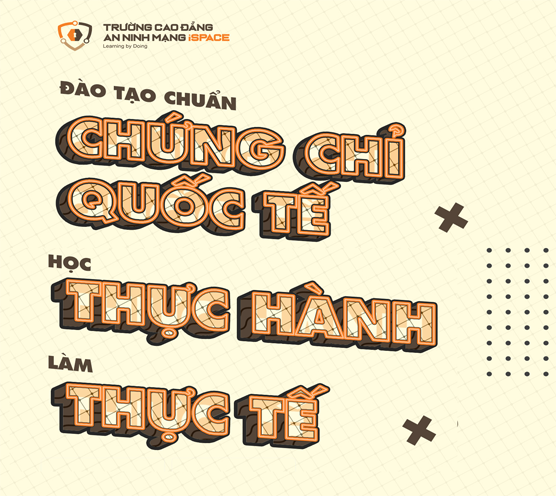 TRƯỜNG CAO ĐẲNG
AN NINH MẠNG iSPACE
Learning by Doing
ĐÀO TẠO CHUẨN
CHỨNG CHỈ
QUỐC TẾ
HỌC
THỰC HÀNH
LÀM
THỰC TẾ